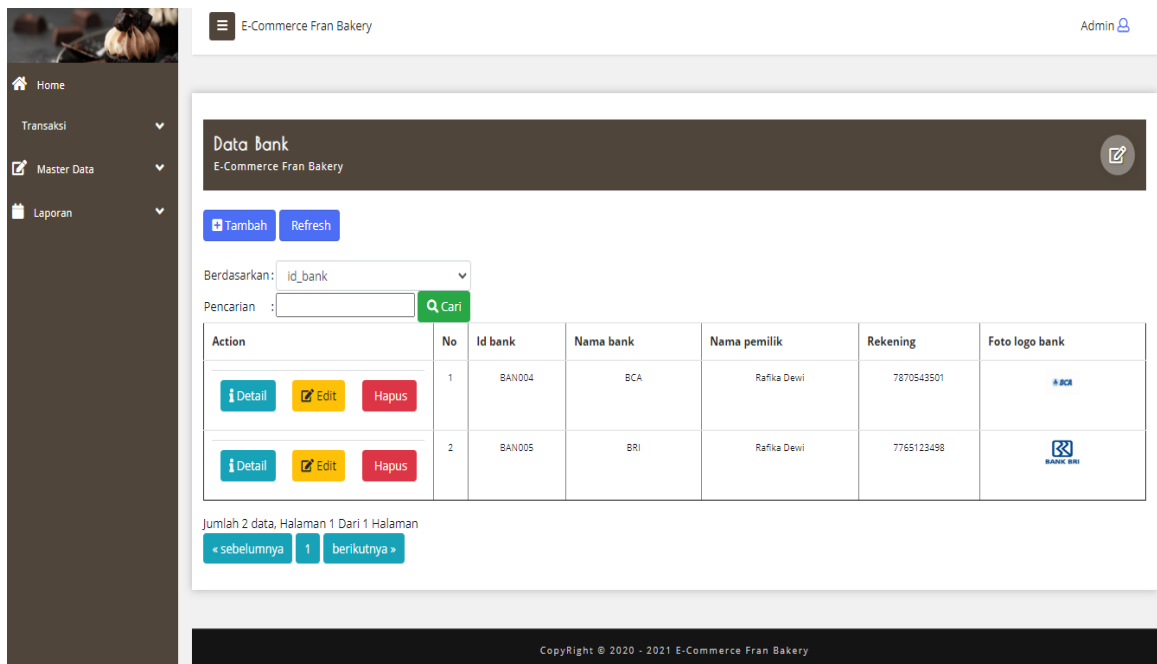 E-Commerce Fran Bakery
Admin
Home
Transaksi
Master Data
Laporan
Data Bank
E-Commerce Fran Bakery
Tambah Refresh
Berdasarkan : id_bank
Pencarian : Cari
Action No Id bank Nama bank Nama pemilik Rekening Foto logo bank
Detail Edit Hapus 1 BAN004 BCA Rafika Dewi 7870543501 BCA
Detail Edit Hapus 2 BAN005 BRI Rafika Dewi 7765123498 BANK BRI
Jumlah 2 data, Halaman 1 Dari 1 Halaman
« sebelumnya 1 berikutnya »
CopyRight © 2020 - 2021 E-Commerce Fran Bakery